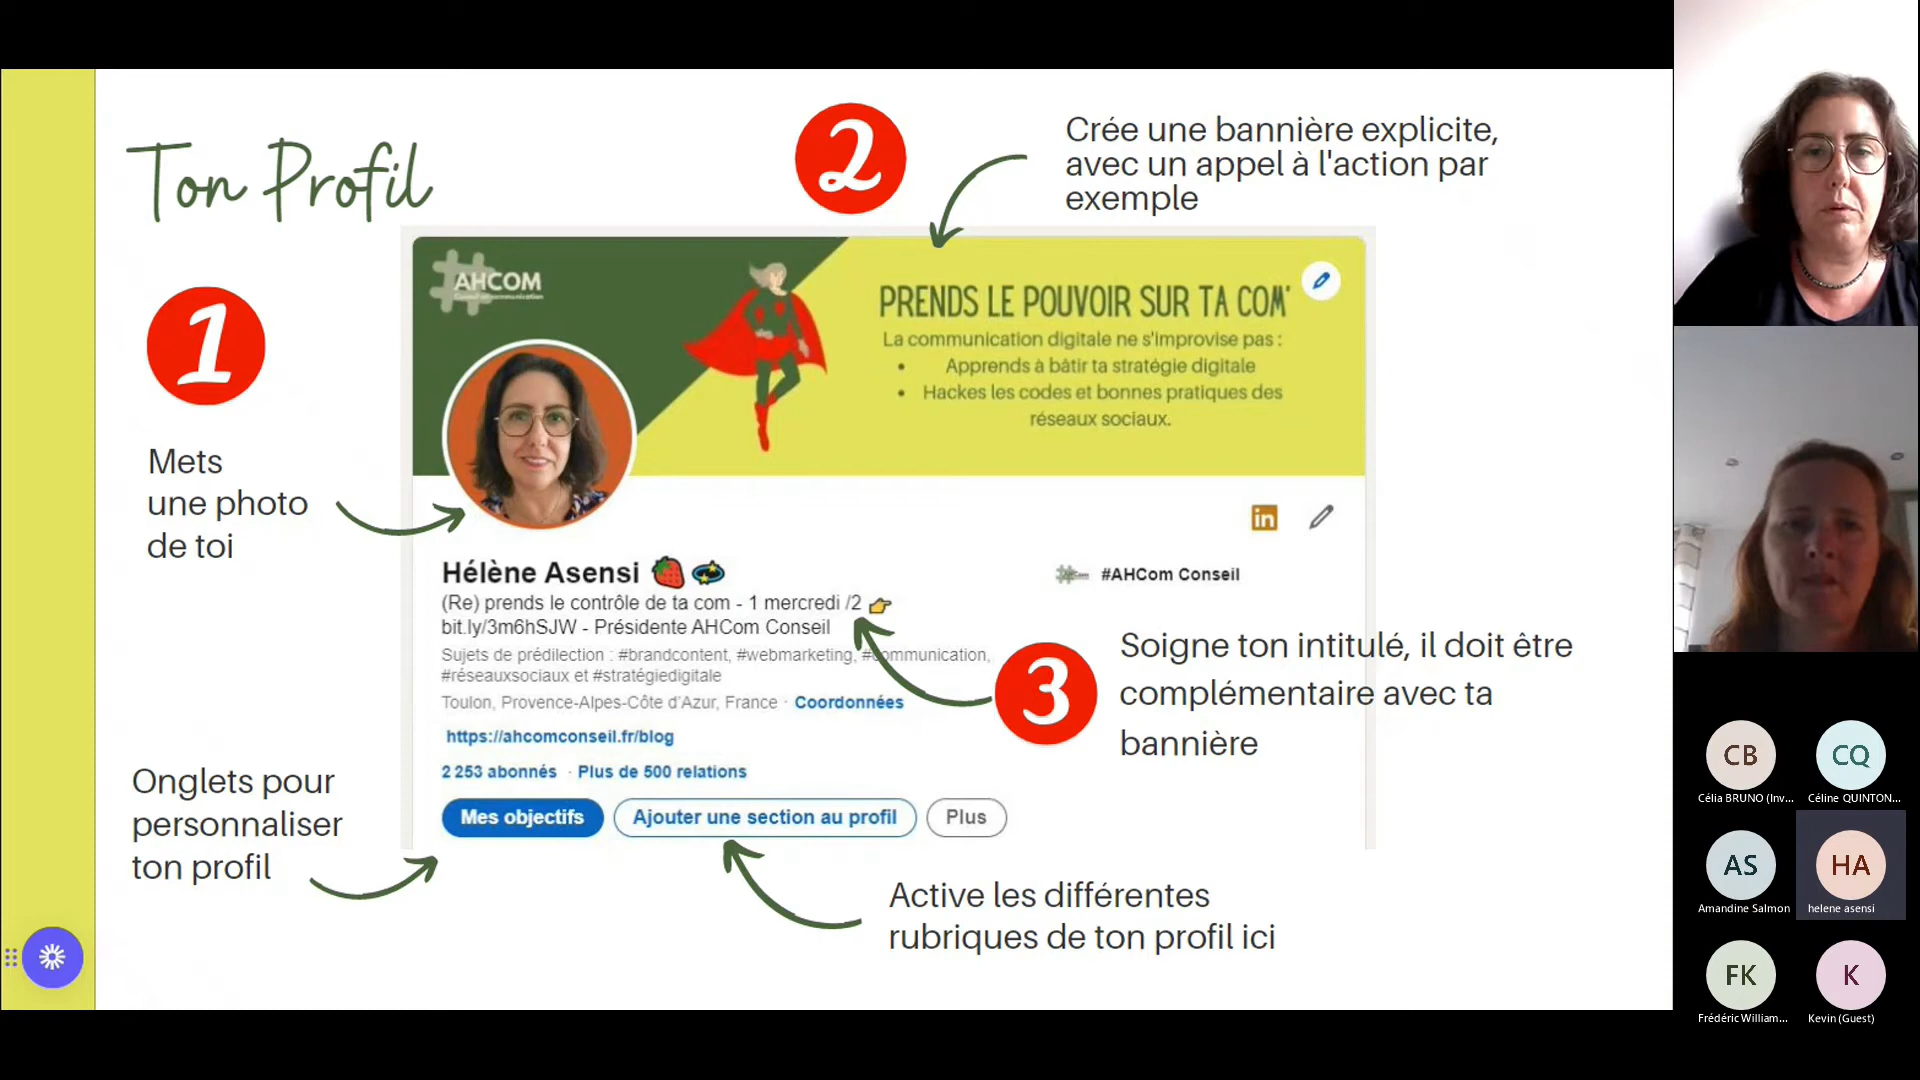 Ton Profil
2
Crée une bannière explicite,
avec un appel à l'action par
exemple
1
Mets
une photo
de toi
AHCOM
PRENDS LE POUVOIR SUR TA COM'
La communication digitale ne s'improvise pas :
• Apprends à bâtir ta stratégie digitale
• Hackes les codes et bonnes pratiques des
réseaux sociaux.
in
Hélène Asensi
#AHCom Conseil
(Re) prends le contrôle de ta com - 1 mercredi /2
bit.ly/3m6hSJW - Présidente AHCom Conseil
Sujets de prédilection : #brandcontent, #webmarketing, #communication,
#réseauxsociaux et #stratégiedigitale
Toulon, Provence-Alpes-Côte d'Azur, France · Coordonnées
https://ahcomconseil.fr/blog
2 253 abonnés · Plus de 500 relations
Mes objectifs
Ajouter une section au profil
Plus
3
Soigne ton intitulé, il doit être
complémentaire avec ta
bannière
Onglets pour
personnaliser
ton profil
Active les différentes
rubriques de ton profil ici
CB
Célia BRUNO (Inv...
CQ
Céline QUINTON...
AS
Amandine Salmon
HA
helene asensi
FK
Frédéric William...
K
Kevin (Guest)